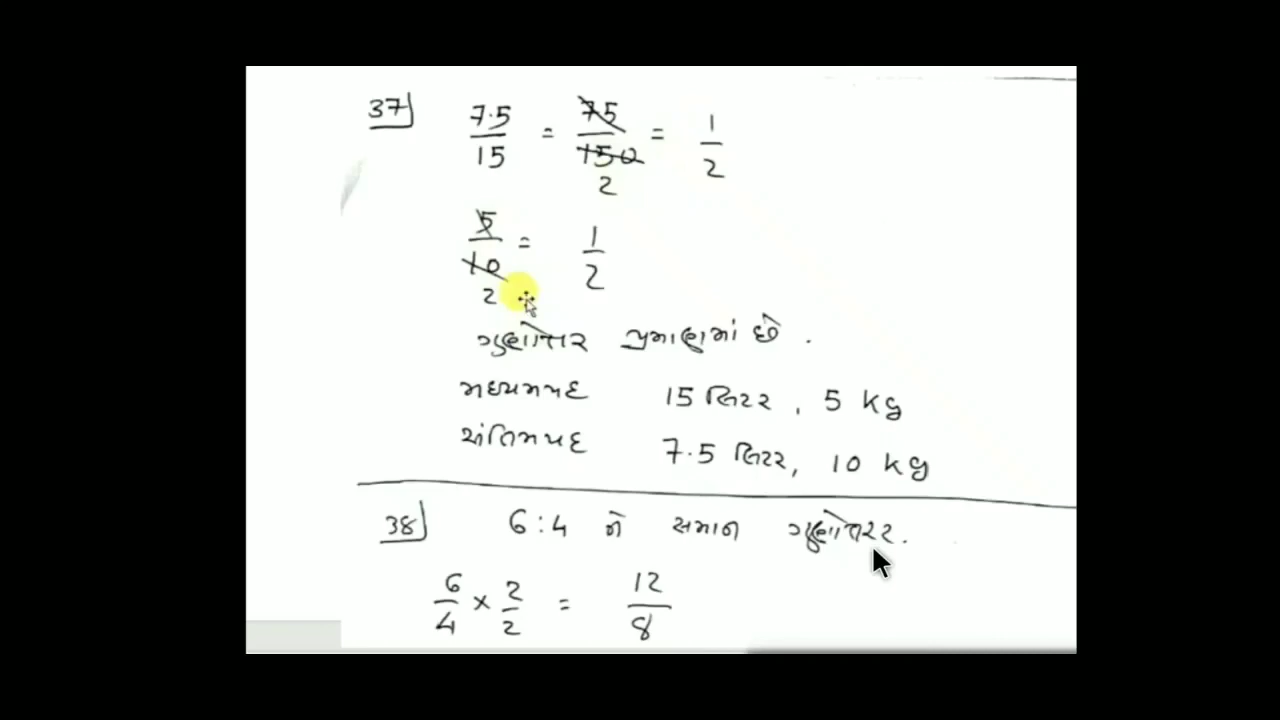 37] 7.5/15 = 75/150 2 = 1/2
5/10 2 = 1/2
ગુણોત્તર પ્રમાણમાં છે .
મધ્યમપદ 15 લિટર , 5 kg
અંતિમપદ 7.5 લિટર, 10 kg
38] 6:4 ને સમાન ગુણોત્તર.
6/4 × 2/2 = 12/8